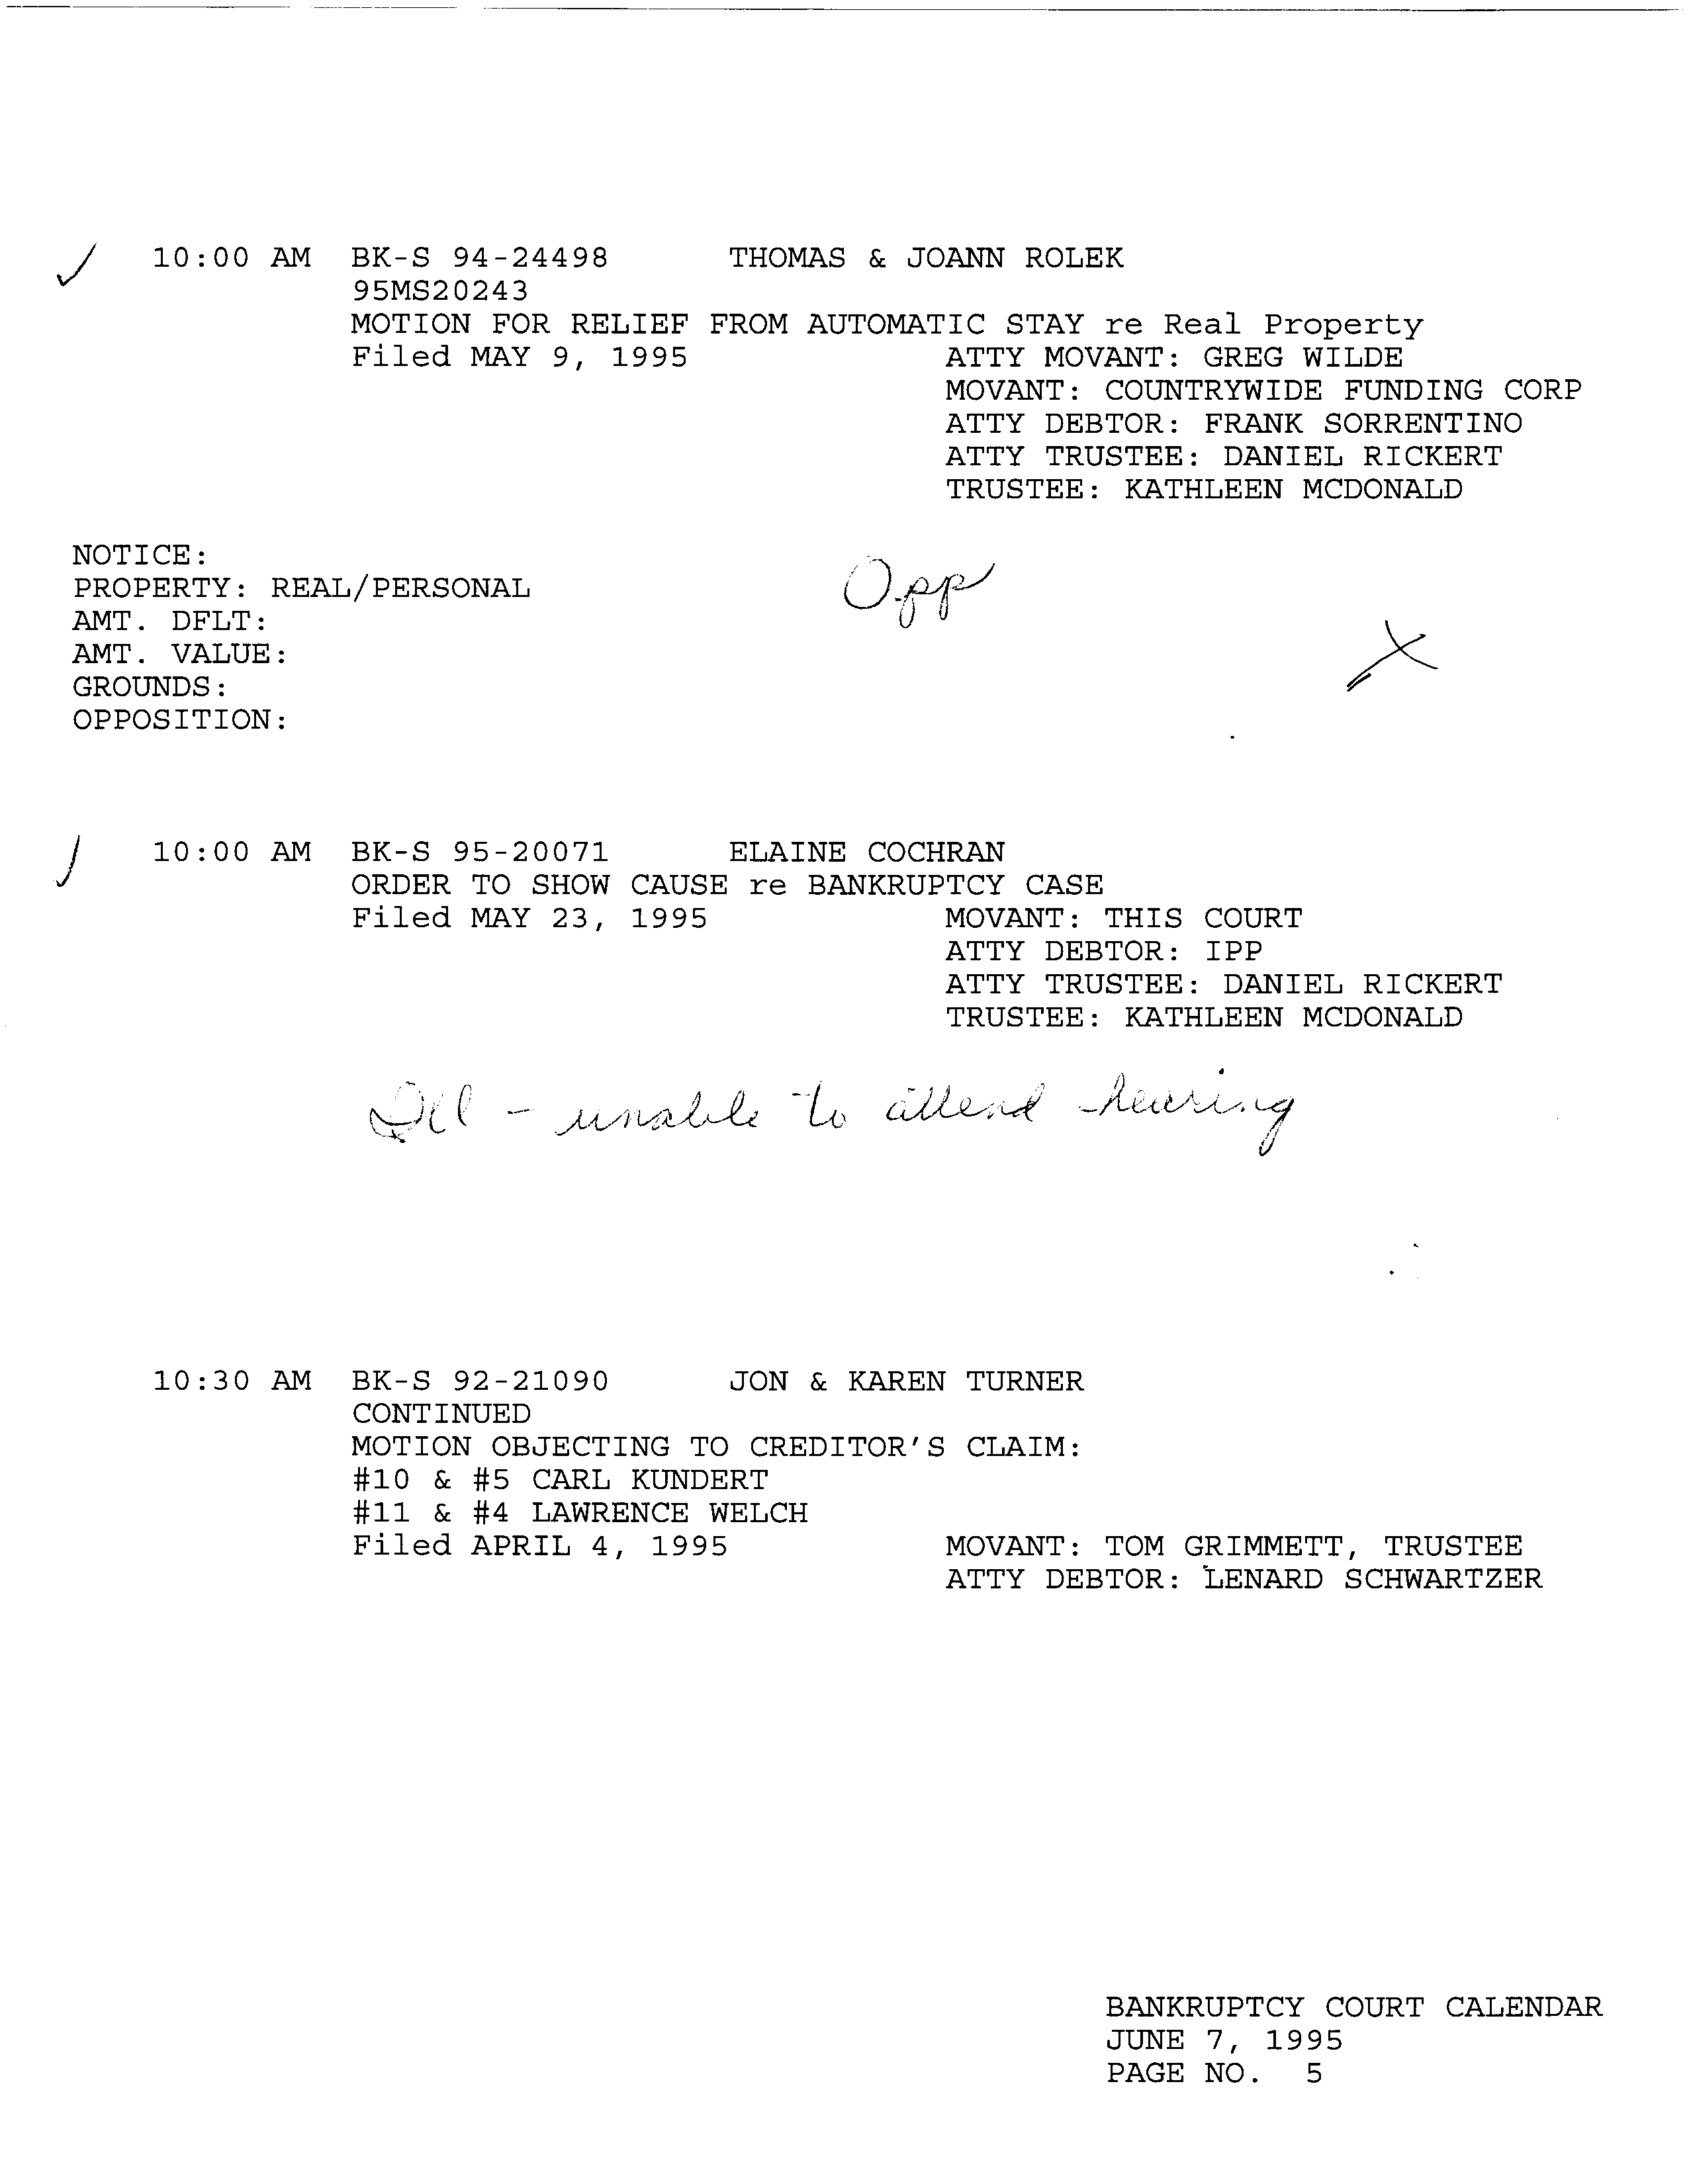 10:00 AM BK-S 94-24498 THOMAS & JOANN ROLEK
95MS20243
MOTION FOR RELIEF FROM AUTOMATIC STAY re Real Property
Filed MAY 9, 1995 ATTY MOVANT: GREG WILDE
MOVANT: COUNTRYWIDE FUNDING CORP
ATTY DEBTOR: FRANK SORRENTINO
ATTY TRUSTEE: DANIEL RICKERT
TRUSTEE: KATHLEEN MCDONALD
NOTICE:
PROPERTY: REAL/PERSONAL
Opp
AMT. DFLT:
AMT. VALUE:
GROUNDS:
OPPOSITION:
10:00 AM BK-S 95-20071 ELAINE COCHRAN
ORDER TO SHOW CAUSE re BANKRUPTCY CASE
Filed MAY 23, 1995 MOVANT: THIS COURT
ATTY DEBTOR: IPP
ATTY TRUSTEE: DANIEL RICKERT
TRUSTEE: KATHLEEN MCDONALD
- unable to attend hearing
10:30 AM BK-S 92-21090 JON & KAREN TURNER
CONTINUED
MOTION OBJECTING TO CREDITOR'S CLAIM:
#10 & #5 CARL KUNDERT
#11 & #4 LAWRENCE WELCH
Filed APRIL 4, 1995 MOVANT: TOM GRIMMETT, TRUSTEE
ATTY DEBTOR: LENARD SCHWARTZER
BANKRUPTCY COURT CALENDAR
JUNE 7, 1995
PAGE NO. 5